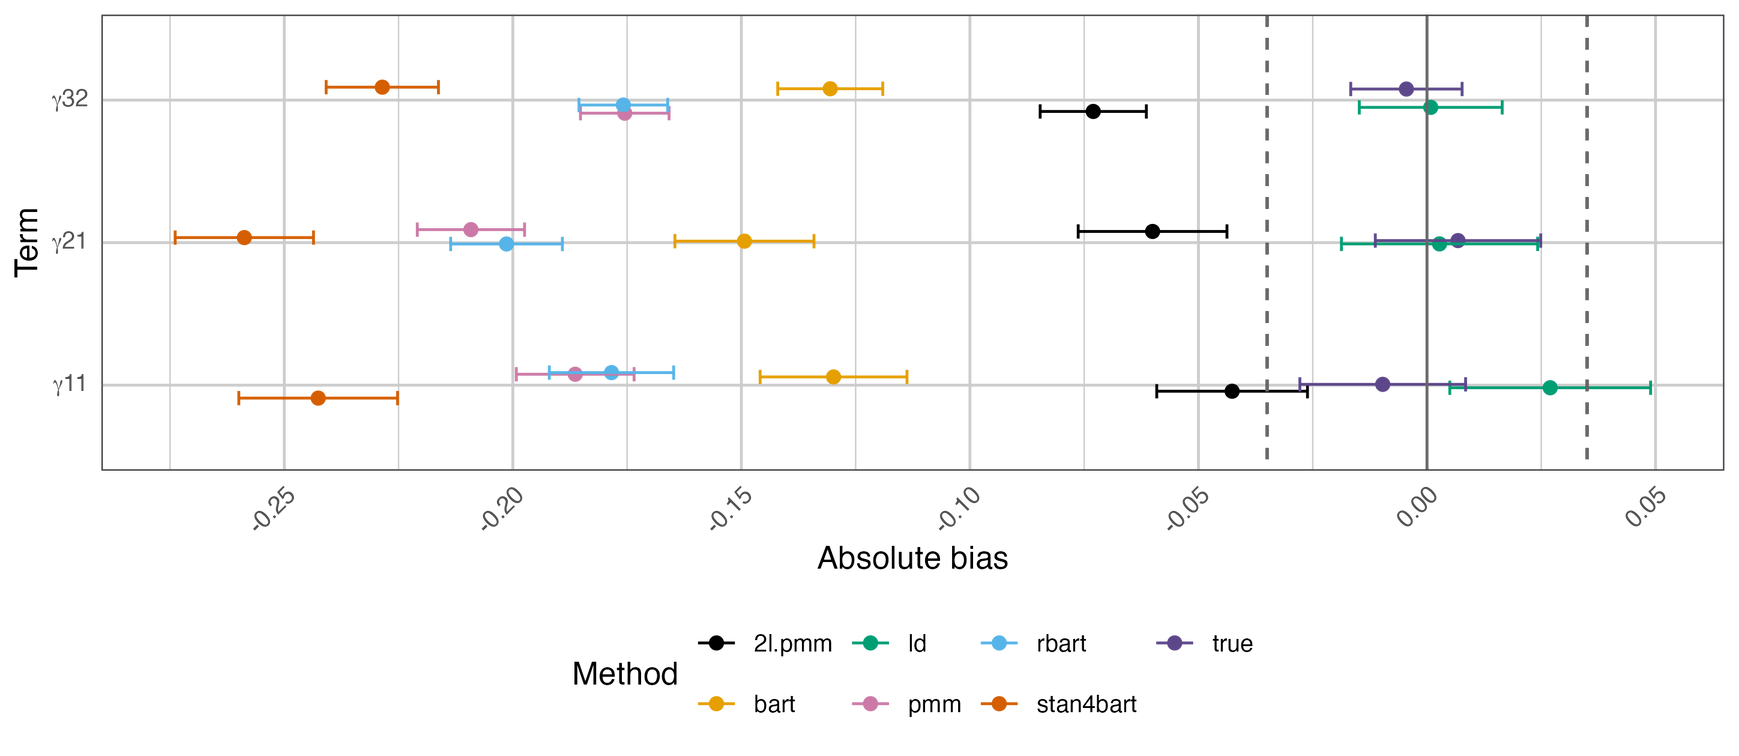 Term
γ32
γ21
γ11
-0.25 -0.20 -0.15 -0.10 -0.05 0.00 0.05
Absolute bias
Method
2l.pmm ld rbart true
bart pmm stan4bart